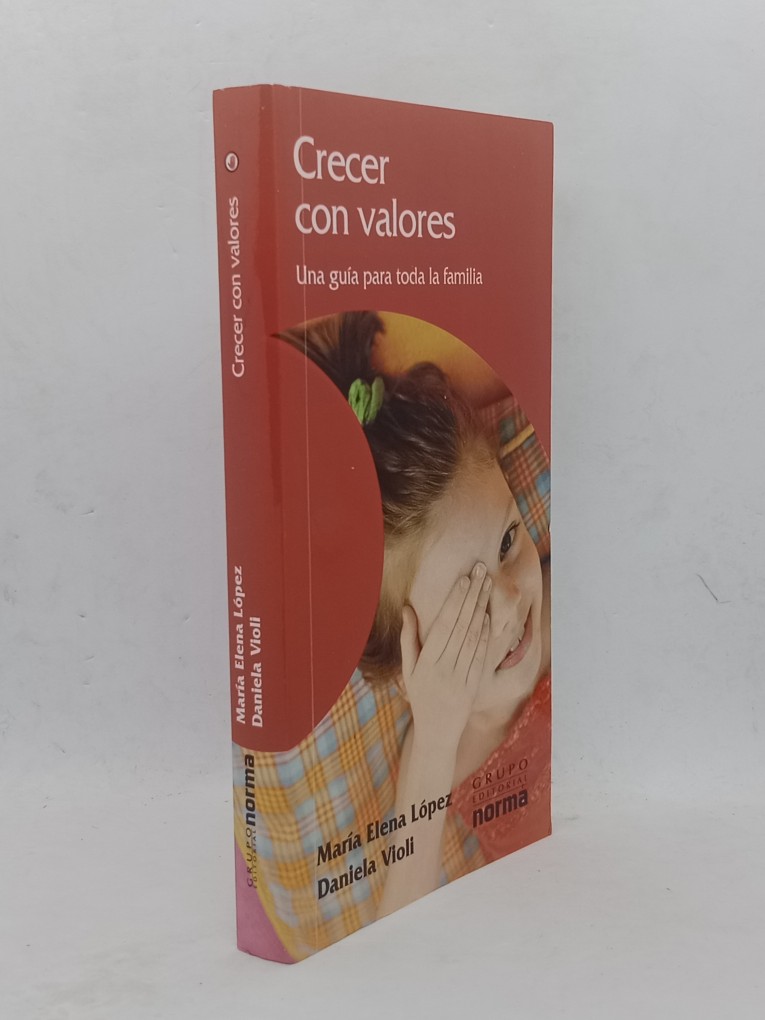 Crecer
con valores
Una guía para toda la familia
María Elena López
Daniela Violi
GRUPO
EDITORIAL
norma
Crecer con valores
María Elena López
Daniela Violi
GRUPO
EDITORIAL
norma